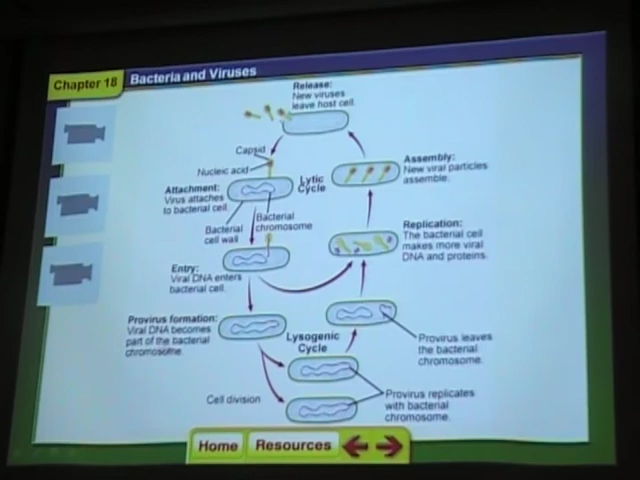 Chapter 18
Bacteria and Viruses
Release:
New viruses
leave host cell.
Capsid
Nucleic acid
Attachment:
Virus attaches
to bacterial cell.
Lytic
Cycle
Assembly:
New viral particles
assemble.
Bacterial
cell wall
Bacterial
chromosome
Replication:
The bacterial cell
makes more viral
DNA and proteins.
Entry:
Viral DNA enters
bacterial cell.
Provirus formation:
Viral DNA becomes
part of the bacterial
chromosome.
Lysogenic
Cycle
Provirus leaves
the bacterial
chromosome.
Cell division
Provirus replicates
with bacterial
chromosome.
Home
Resources